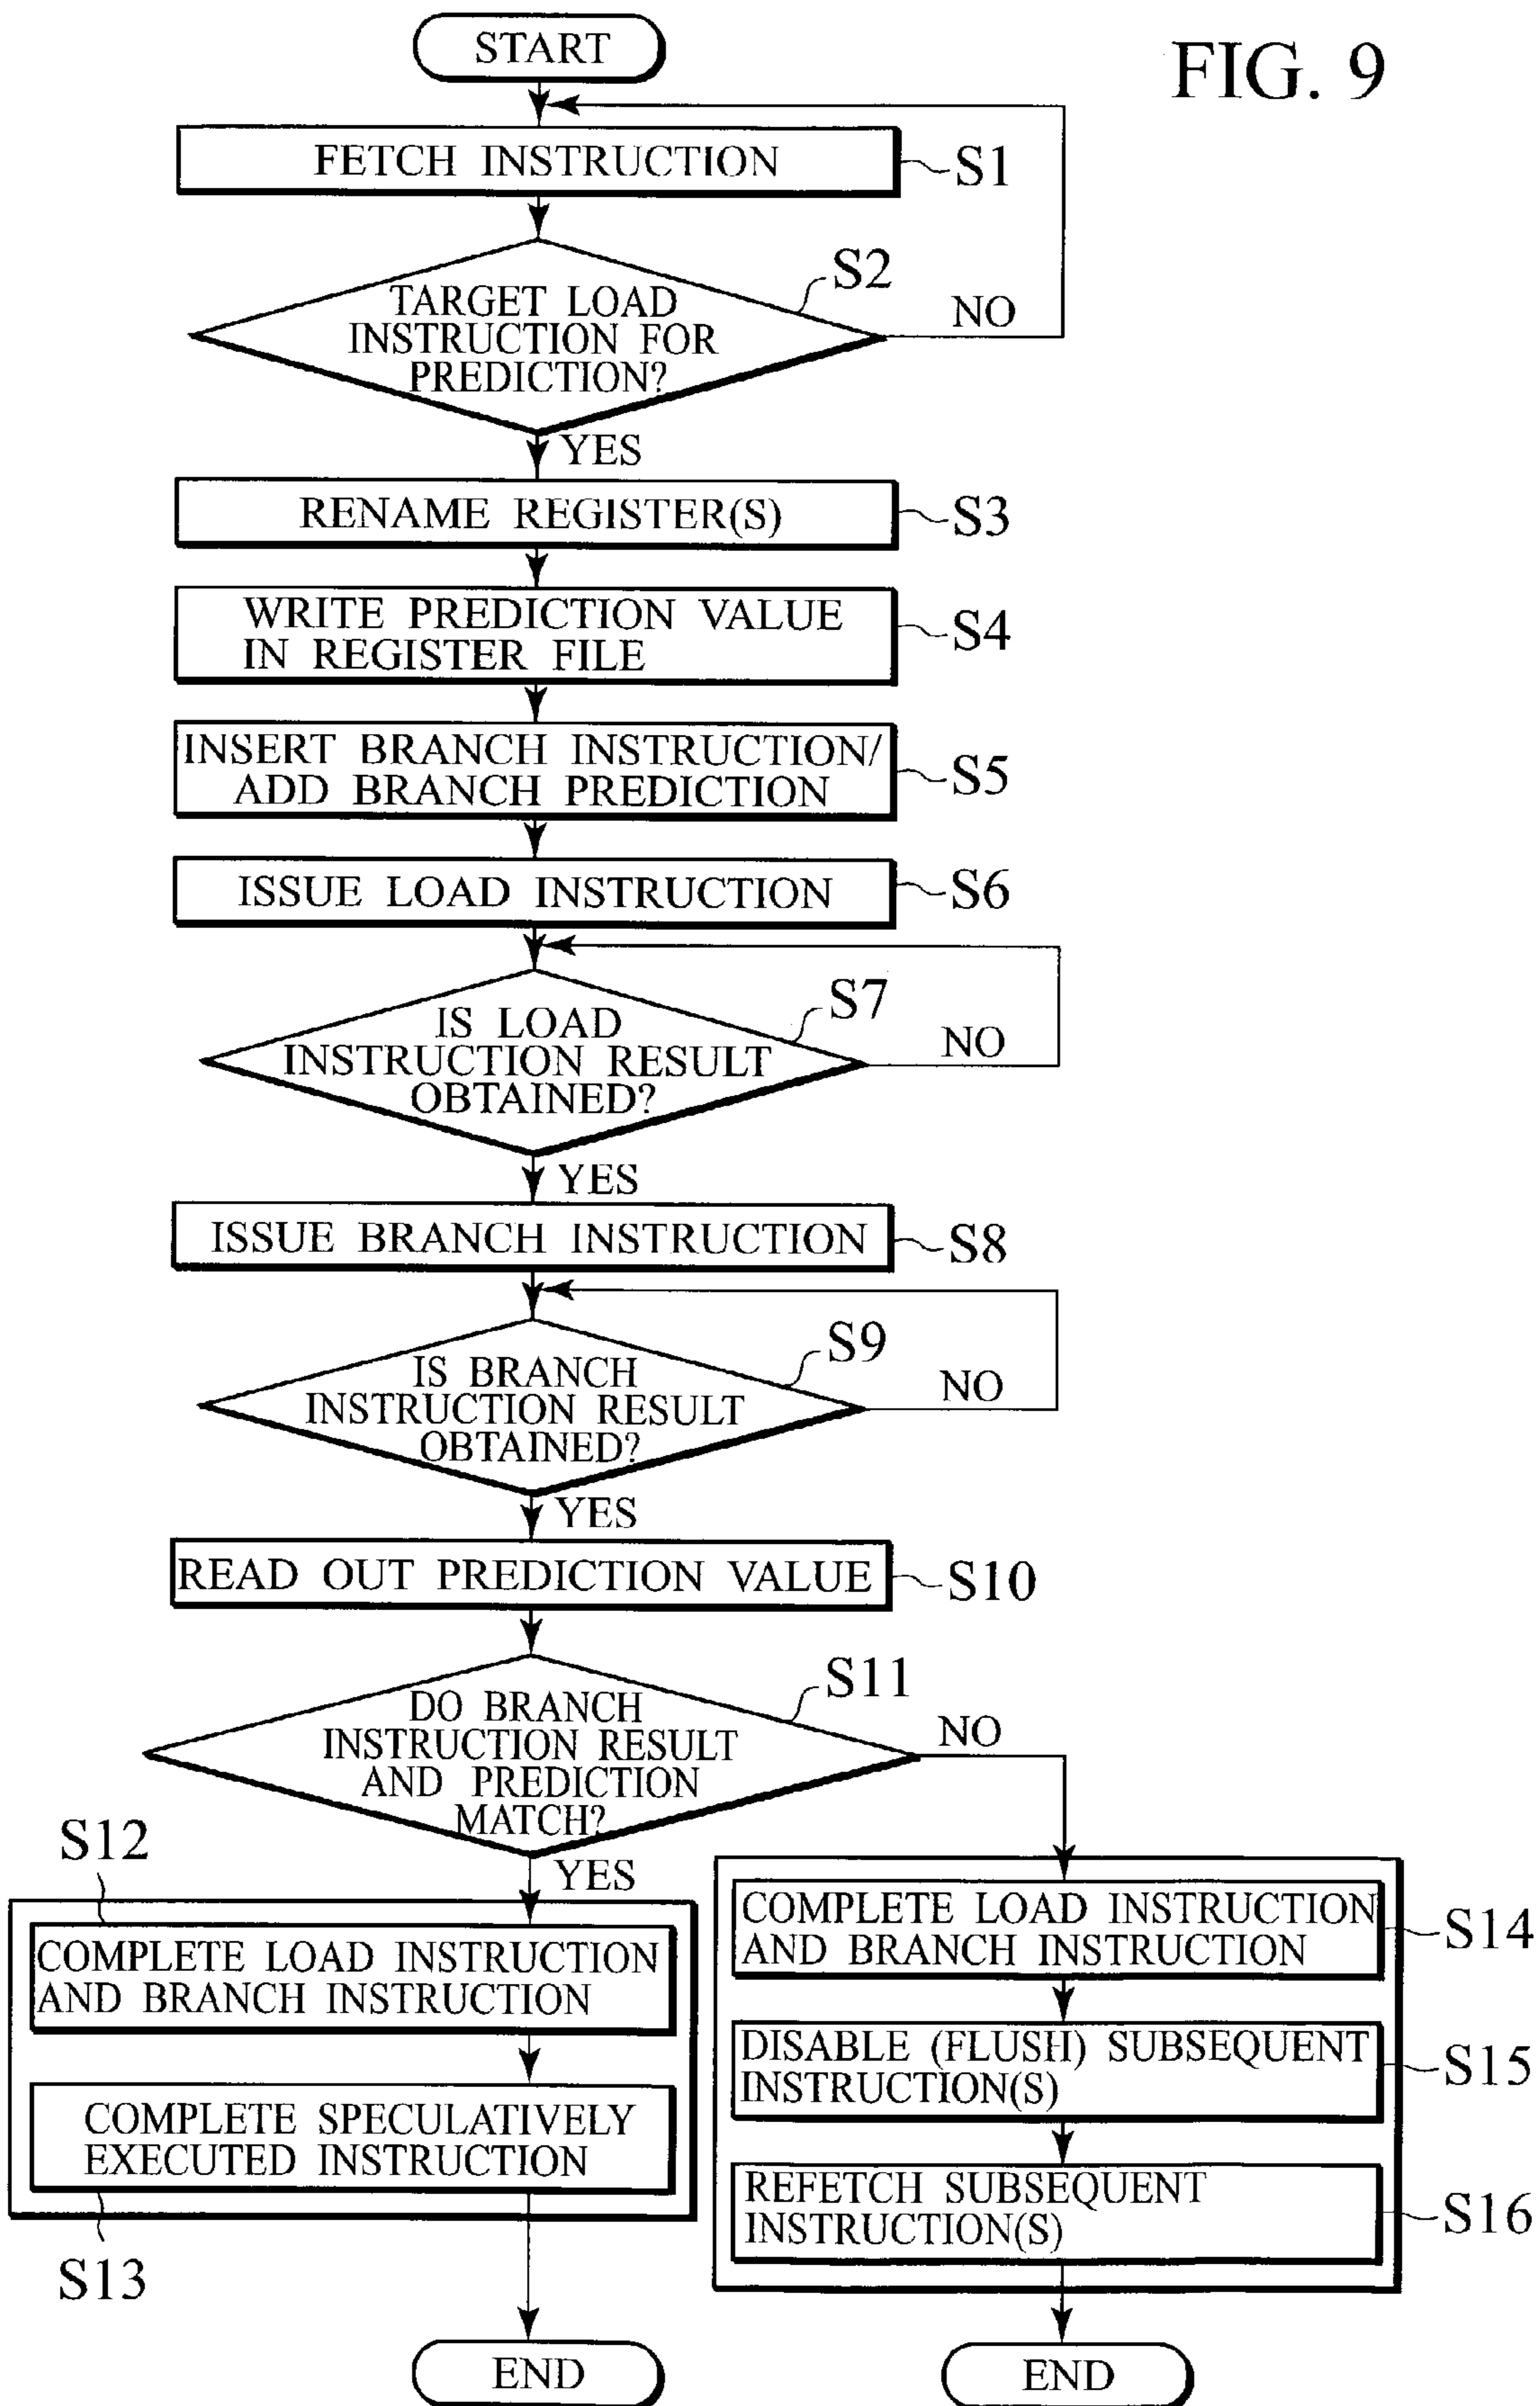 FIG. 9
START
FETCH INSTRUCTION
S1
TARGET LOAD
INSTRUCTION FOR
PREDICTION?
S2
NO
YES
RENAME REGISTER(S)
S3
WRITE PREDICTION VALUE
IN REGISTER FILE
S4
INSERT BRANCH INSTRUCTION/
ADD BRANCH PREDICTION
S5
ISSUE LOAD INSTRUCTION
S6
IS LOAD
INSTRUCTION RESULT
OBTAINED?
S7
NO
YES
ISSUE BRANCH INSTRUCTION
S8
IS BRANCH
INSTRUCTION RESULT
OBTAINED?
S9
NO
YES
READ OUT PREDICTION VALUE
S10
DO BRANCH
INSTRUCTION RESULT
AND PREDICTION
MATCH?
S11
NO
YES
S12
COMPLETE LOAD INSTRUCTION
AND BRANCH INSTRUCTION
COMPLETE SPECULATIVELY
EXECUTED INSTRUCTION
S13
END
COMPLETE LOAD INSTRUCTION
AND BRANCH INSTRUCTION
S14
DISABLE (FLUSH) SUBSEQUENT
INSTRUCTION(S)
S15
REFETCH SUBSEQUENT
INSTRUCTION(S)
S16
END